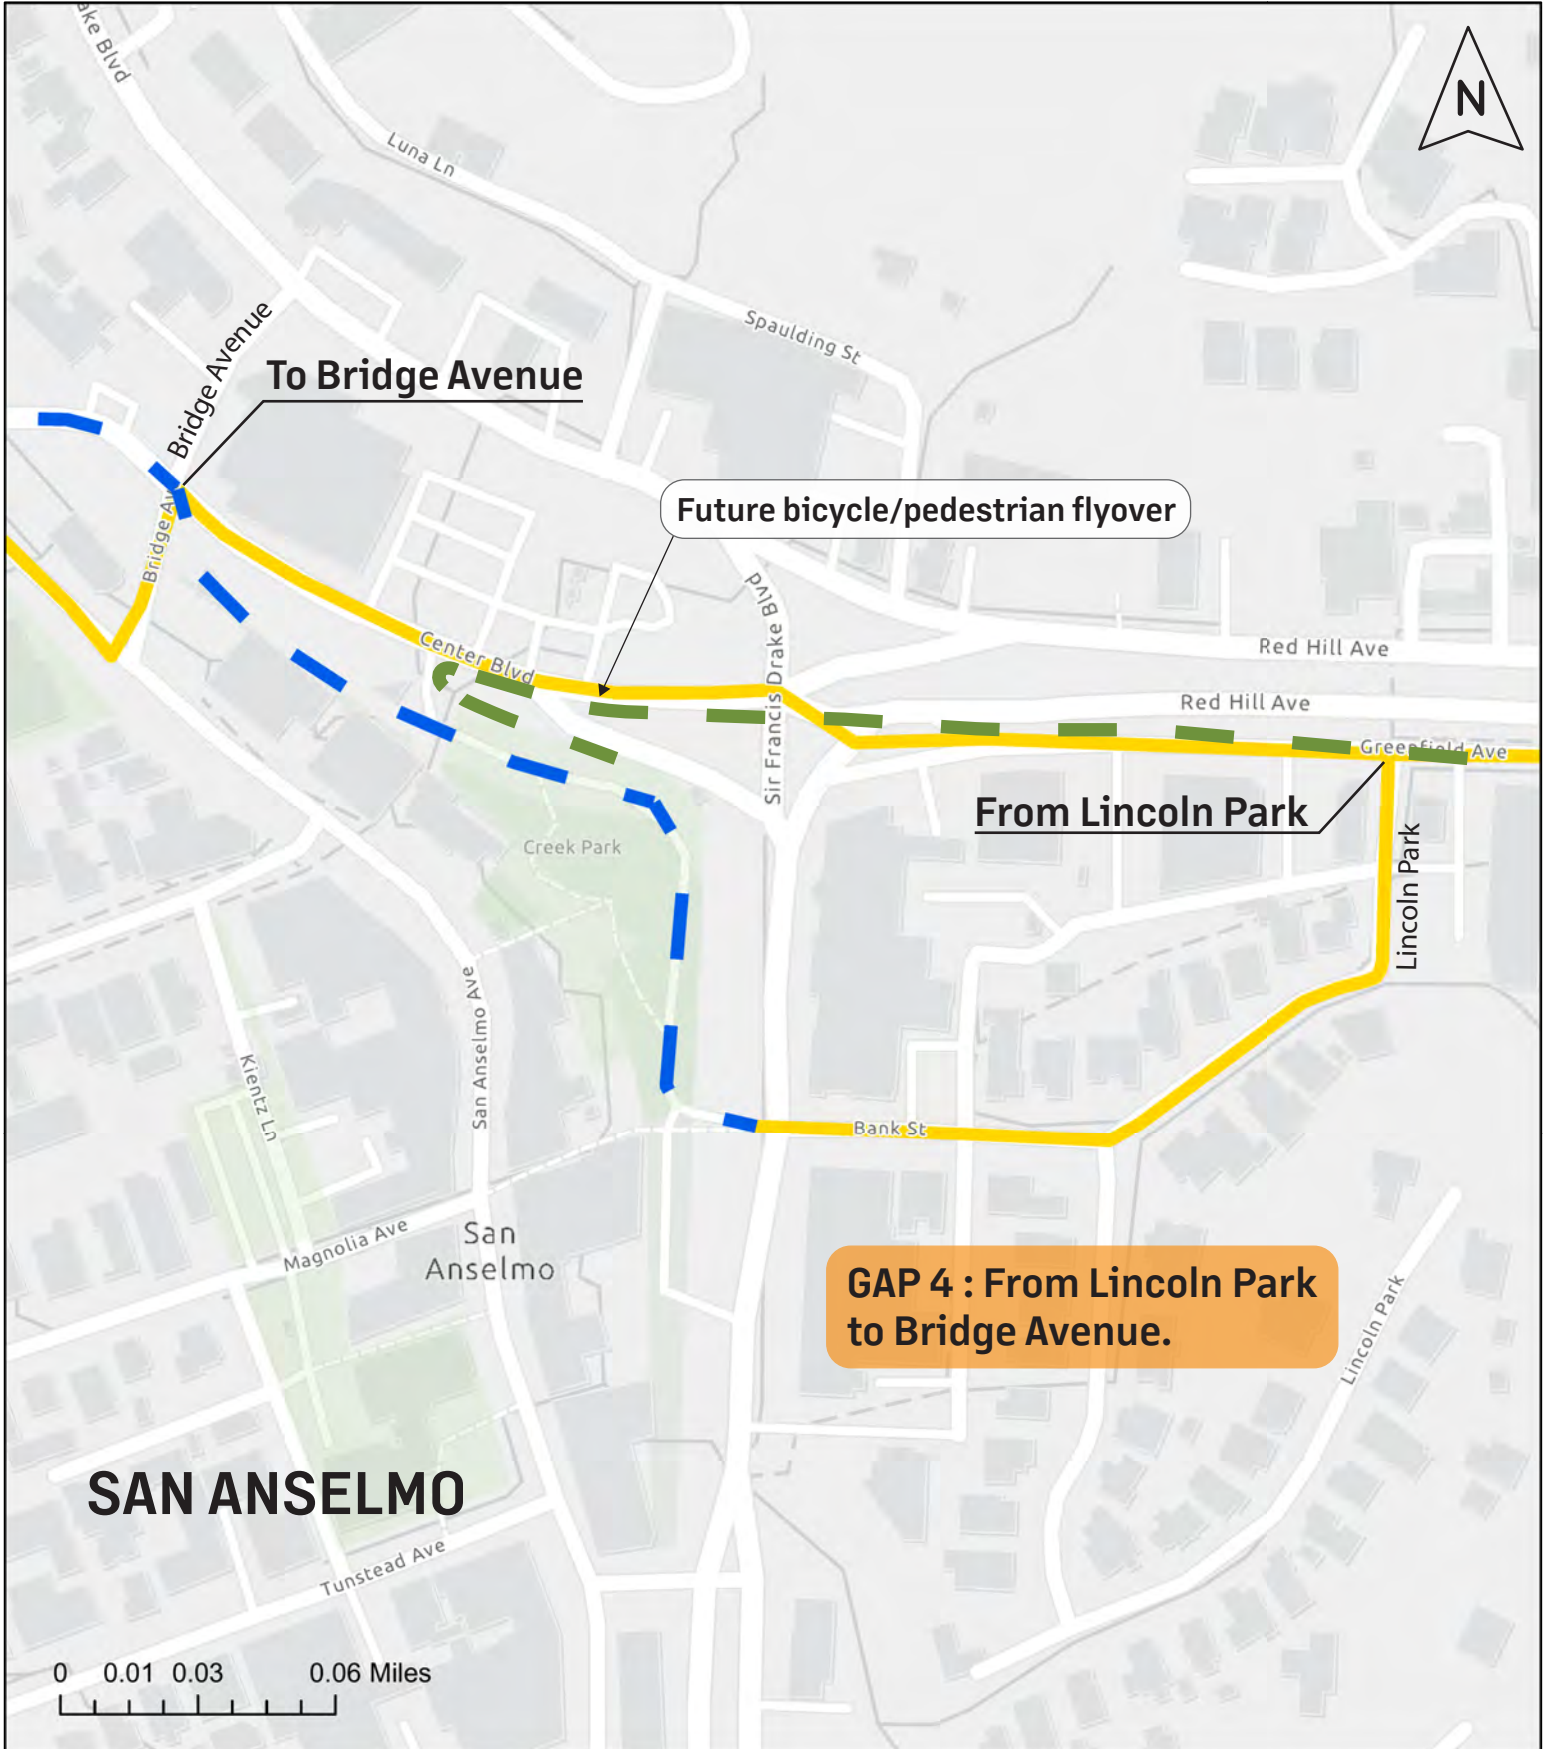 ake Blvd
N
Luna Ln
Spaulding St
Bridge Avenue
To Bridge Avenue
Future bicycle/pedestrian flyover
Bridge Av
Center Blvd
Sir Francis Drake Blvd
Red Hill Ave
Red Hill Ave
Greenfield Ave
From Lincoln Park
Lincoln Park
Creek Park
San Anselmo Ave
Kientz Ln
Bank St
Magnolia Ave
San
Anselmo
GAP 4 : From Lincoln Park
to Bridge Avenue.
Lincoln Park
SAN ANSELMO
Tunstead Ave
0 0.01 0.03 0.06 Miles